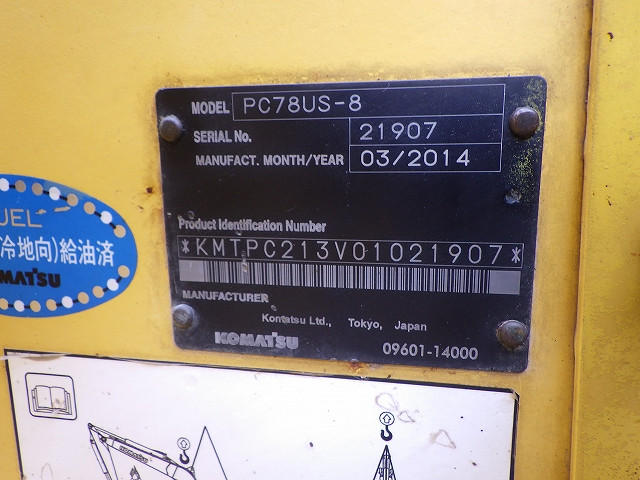 MODEL PC78US-8
SERIAL No. 21907
MANUFACT. MONTH/YEAR 03/2014
Product Identification Number
*KMTPC213V01021907*
MANUFACTURER
Komatsu Ltd., Tokyo, Japan
KOMATSU
09601-14000
UEL
冷地向)給油済
MATSU
KOMATSU